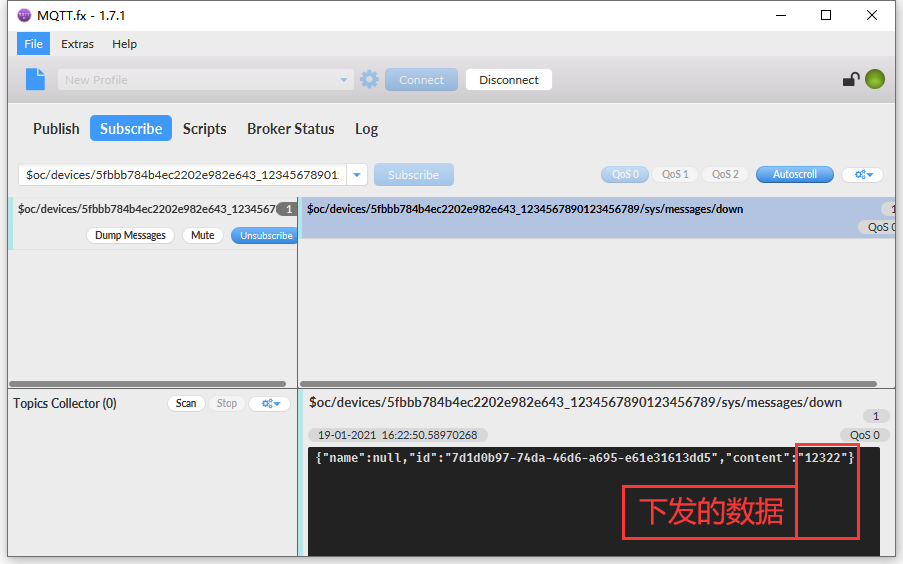 MQTT.fx - 1.7.1
File Extras Help
New Profile Connect Disconnect
Publish Subscribe Scripts Broker Status Log
$oc/devices/5fbbb784b4ec2202e982e643_12345678901 Subscribe QoS 0 QoS 1 QoS 2 Autoscroll
$oc/devices/5fbbb784b4ec2202e982e643_1234567 1
Dump Messages Mute Unsubscribe
$oc/devices/5fbbb784b4ec2202e982e643_1234567890123456789/sys/messages/down 1
QoS 0
Topics Collector (0) Scan Stop
$oc/devices/5fbbb784b4ec2202e982e643_1234567890123456789/sys/messages/down
1
19-01-2021 16:22:50.58970268 QoS 0
{"name":null,"id":"7d1d0b97-74da-46d6-a695-e61e31613dd5","content":"12322"}
下发的数据